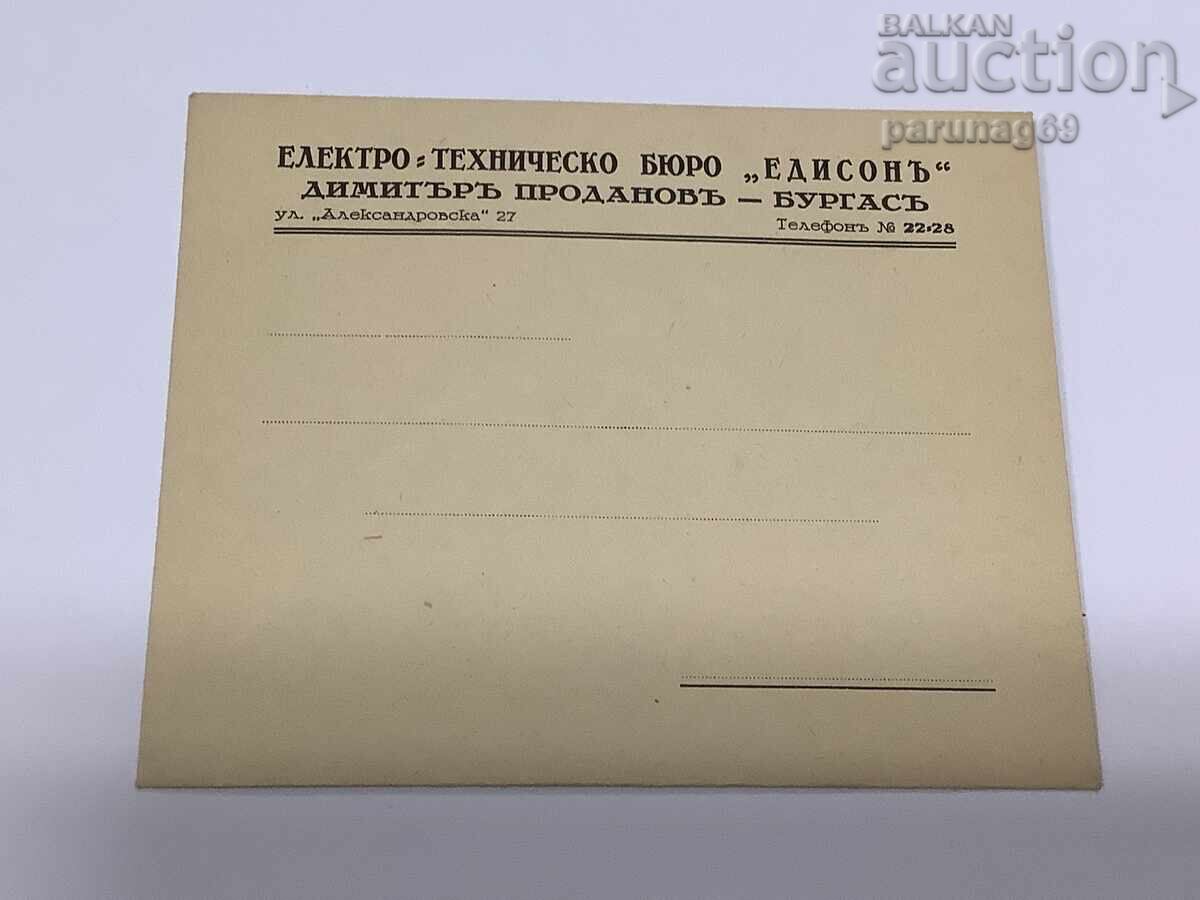 BALKAN
auction
parunag69
ЕЛЕКТРО=ТЕХНИЧЕСКО БЮРО „ЕДИСОНЪ“
ДИМИТЪРЪ ПРОДАНОВЪ — БУРГАСЪ
ул. „Александровска“ 27
Телефонъ № 22=28